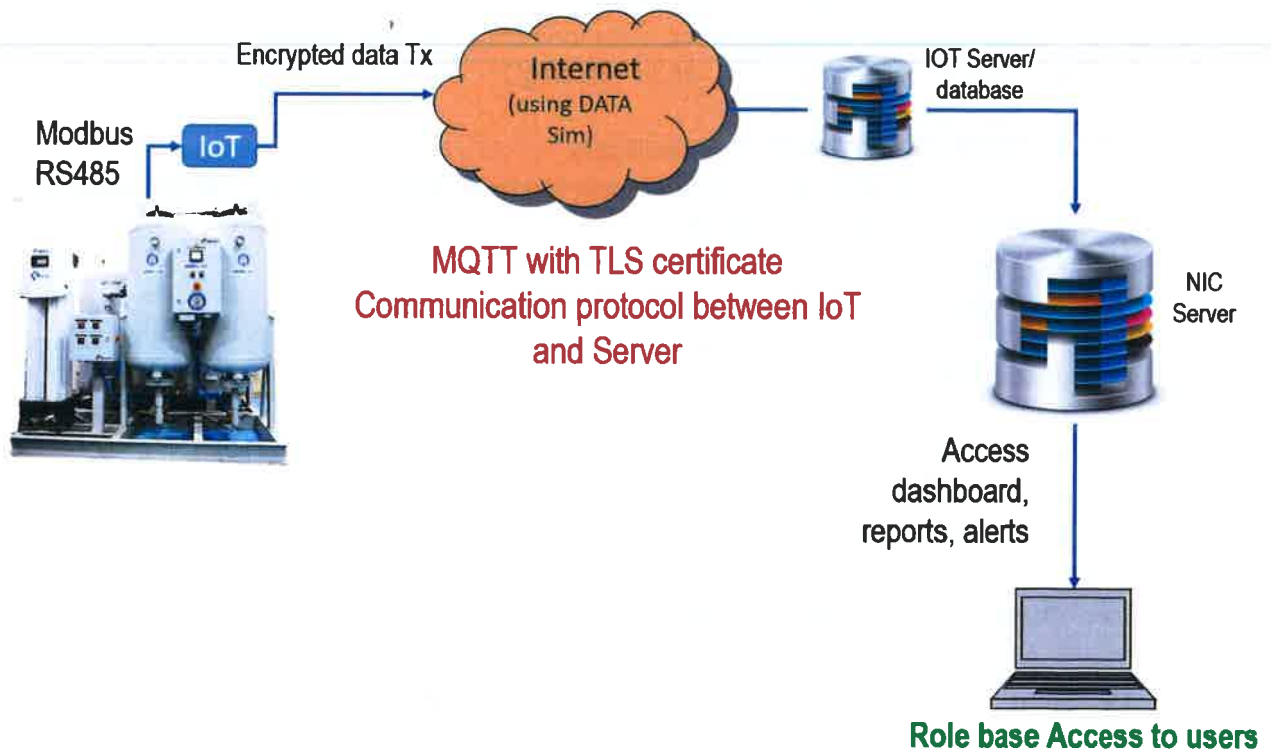 Encrypted data Tx
Internet
(using DATA
Sim)
IOT Server/
database
Modbus
RS485
IoT
MQTT with TLS certificate
Communication protocol between IoT
and Server
NIC
Server
Access
dashboard,
reports, alerts
Role base Access to users